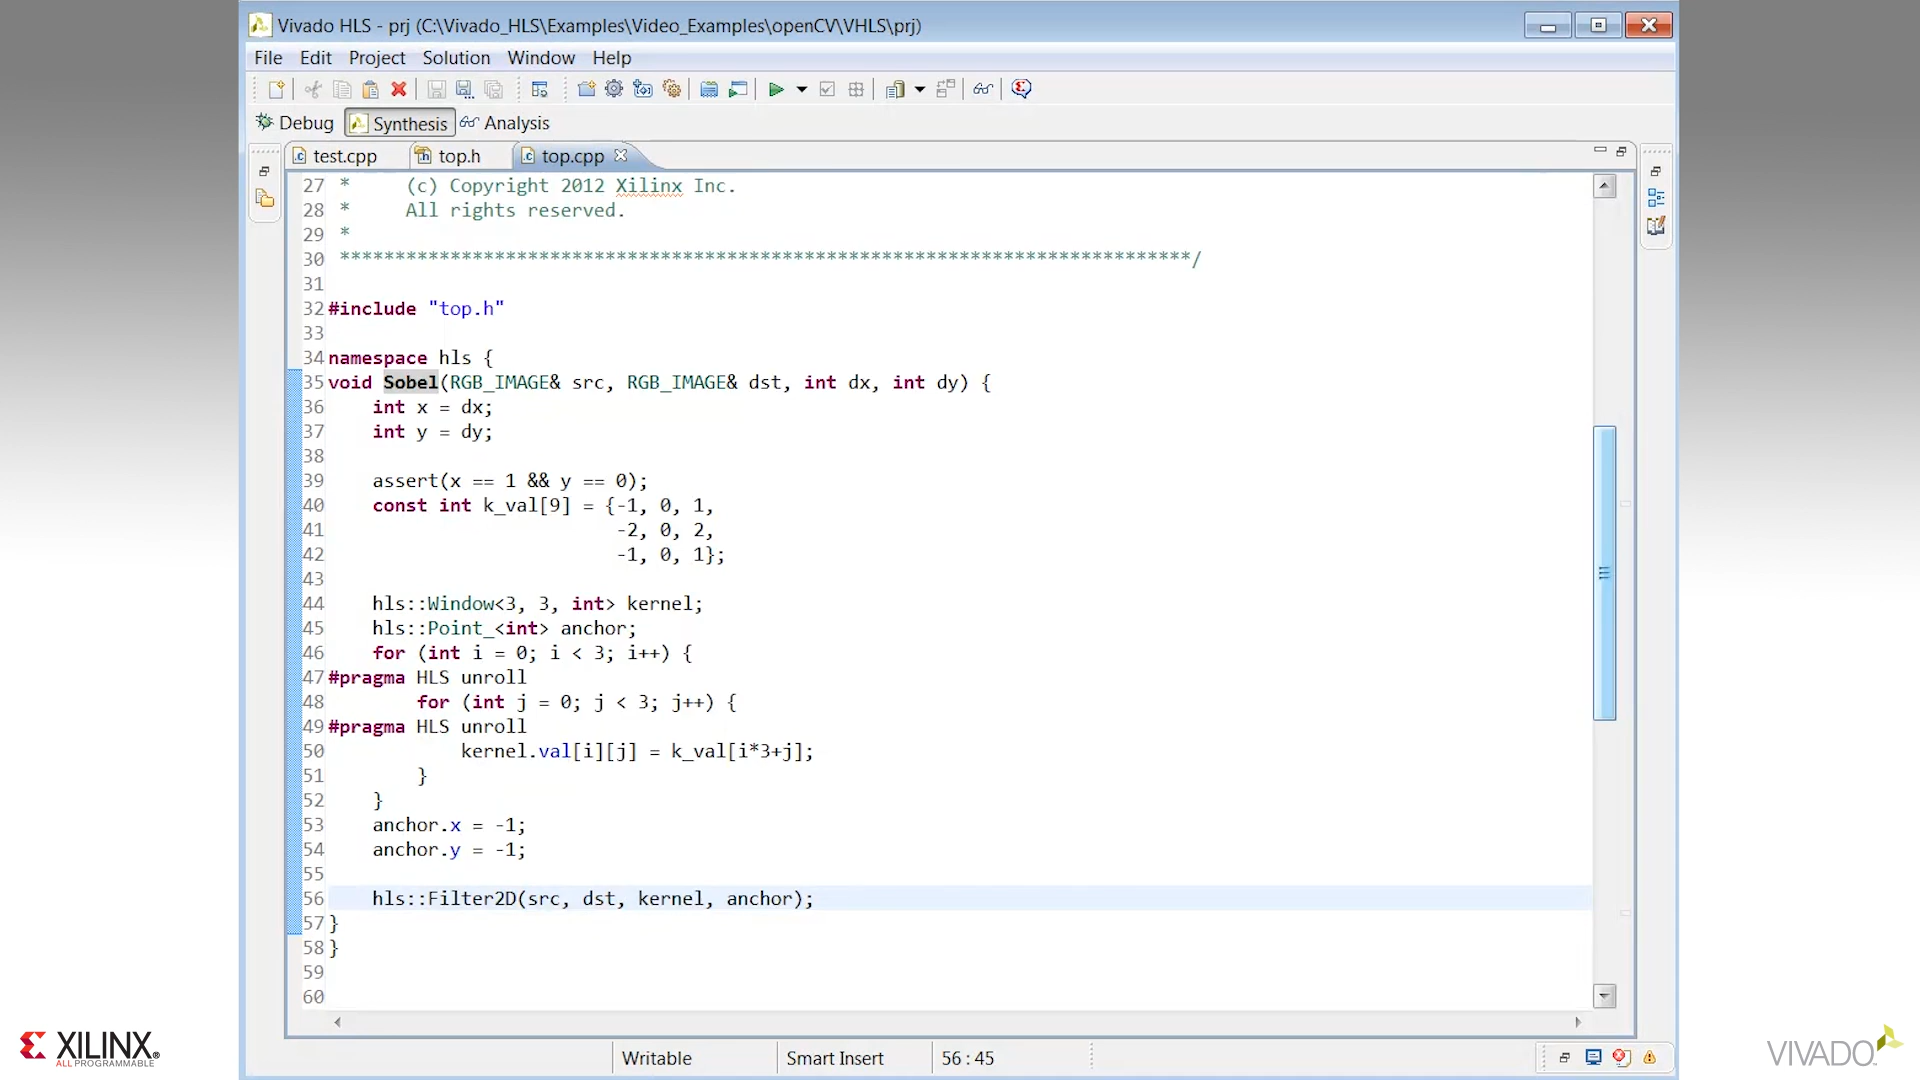 Vivado HLS - prj (C:\Vivado_HLS\Examples\Video_Examples\openCV\VHLS\prj)
File Edit Project Solution Window Help
Debug Synthesis Analysis
test.cpp top.h top.cpp
27 * (c) Copyright 2012 Xilinx Inc.
28 * All rights reserved.
29 *
30 *****************************************************************************/
31
32 #include "top.h"
33
34 namespace hls {
35 void Sobel(RGB_IMAGE& src, RGB_IMAGE& dst, int dx, int dy) {
36 int x = dx;
37 int y = dy;
38
39 assert(x == 1 && y == 0);
40 const int k_val[9] = {-1, 0, 1,
41 -2, 0, 2,
42 -1, 0, 1};
43
44 hls::Window<3, 3, int> kernel;
45 hls::Point_<int> anchor;
46 for (int i = 0; i < 3; i++) {
47 #pragma HLS unroll
48 for (int j = 0; j < 3; j++) {
49 #pragma HLS unroll
50 kernel.val[i][j] = k_val[i*3+j];
51 }
52 }
53 anchor.x = -1;
54 anchor.y = -1;
55
56 hls::Filter2D(src, dst, kernel, anchor);
57 }
58 }
59
60
Writable Smart Insert 56 : 45
XILINX®
ALL PROGRAMMABLE
VIVADO